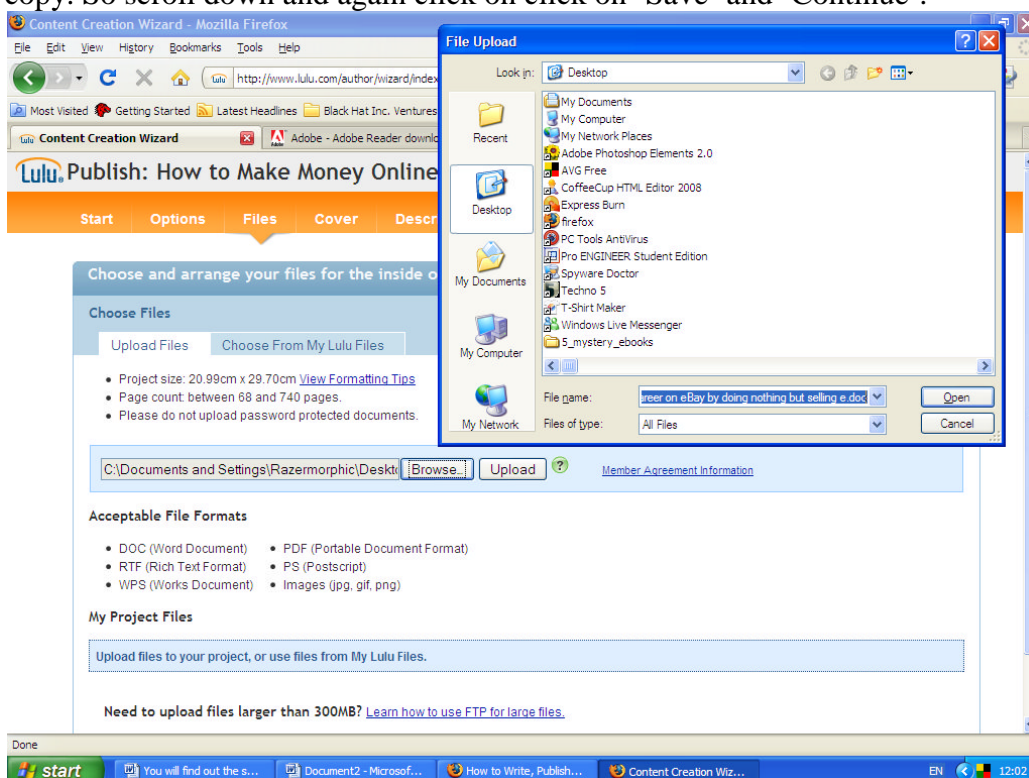 copy. So scroll down and again click on click on "Save" and "Continue".
Content Creation Wizard - Mozilla Firefox
File Edit View History Bookmarks Tools Help
http://www.lulu.com/author/wizard/index
Most Visited Getting Started Latest Headlines Black Hat Inc. Ventures
Content Creation Wizard Adobe - Adobe Reader downlo
Lulu Publish: How to Make Money Online
Start Options Files Cover Descr
Choose and arrange your files for the inside o
Choose Files
Upload Files Choose From My Lulu Files
• Project size: 20.99cm x 29.70cm View Formatting Tips
• Page count: between 68 and 740 pages.
• Please do not upload password protected documents.
C:\Documents and Settings\Razermorphic\Deskto Browse... Upload ? Member Agreement Information
Acceptable File Formats
• DOC (Word Document) • PDF (Portable Document Format)
• RTF (Rich Text Format) • PS (Postscript)
• WPS (Works Document) • Images (jpg, gif, png)
My Project Files
Upload files to your project, or use files from My Lulu Files.
Need to upload files larger than 300MB? Learn how to use FTP for large files.
File Upload
Look in: Desktop
Recent
Desktop
My Documents
My Computer
My Network
My Documents
My Computer
My Network Places
Adobe Photoshop Elements 2.0
AVG Free
CoffeeCup HTML Editor 2008
Express Burn
firefox
PC Tools AntiVirus
Pro ENGINEER Student Edition
Spyware Doctor
Techno 5
T-Shirt Maker
Windows Live Messenger
5_mystery_ebooks
File name: reer on eBay by doing nothing but selling e.doc Open
Files of type: All Files Cancel
Done
start You will find out the s... Document2 - Microsof... How to Write, Publish... Content Creation Wiz... EN 12:02